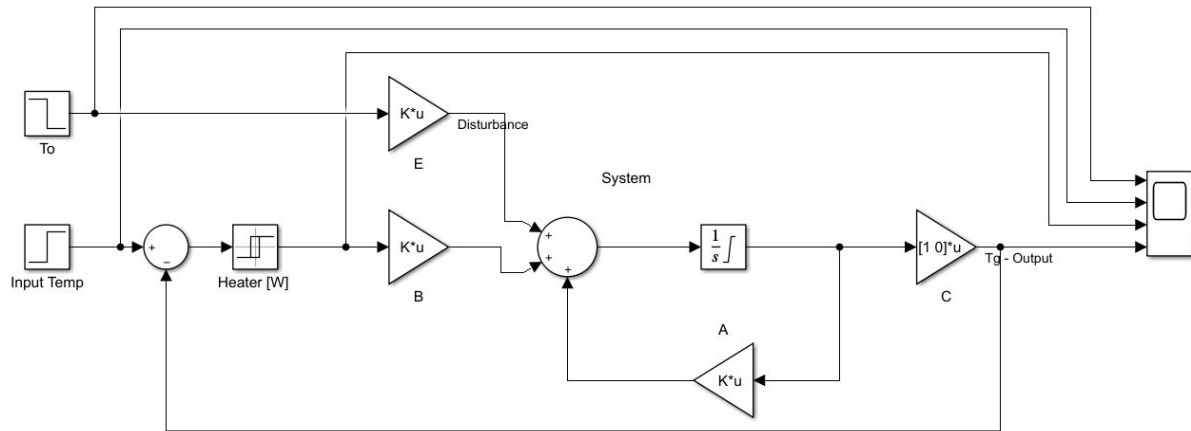 To
K*u
Disturbance
E
System
Input Temp
+
−
Heater [W]
K*u
B
+
+
+
1
s
[1 0]*u
Tg - Output
C
A
K*u